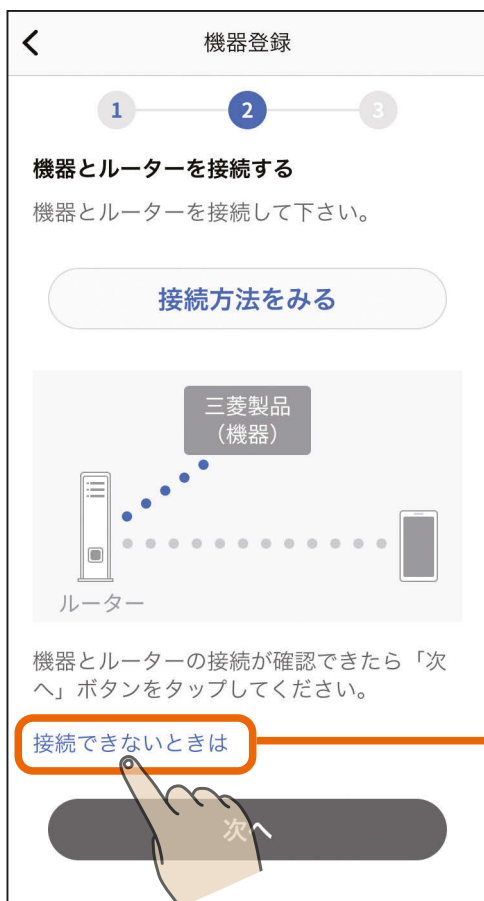 機器登録
1 2 3
機器とルーターを接続する
機器とルーターを接続して下さい。
接続方法をみる
三菱製品
（機器）
ルーター
機器とルーターの接続が確認できたら「次
へ」ボタンをタップしてください。
接続できないときは
次へ